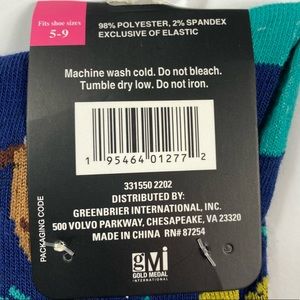 Fits shoe sizes
5-9
98% POLYESTER, 2% SPANDEX
EXCLUSIVE OF ELASTIC
Machine wash cold. Do not bleach.
Tumble dry low. Do not iron.
1 95464 01277 2
331550 2202
DISTRIBUTED BY:
GREENBRIER INTERNATIONAL, INC.
500 VOLVO PARKWAY, CHESAPEAKE, VA 23320
MADE IN CHINA RN# 87254
PACKAGING CODE
gMi
GOLD MEDAL
INTERNATIONAL